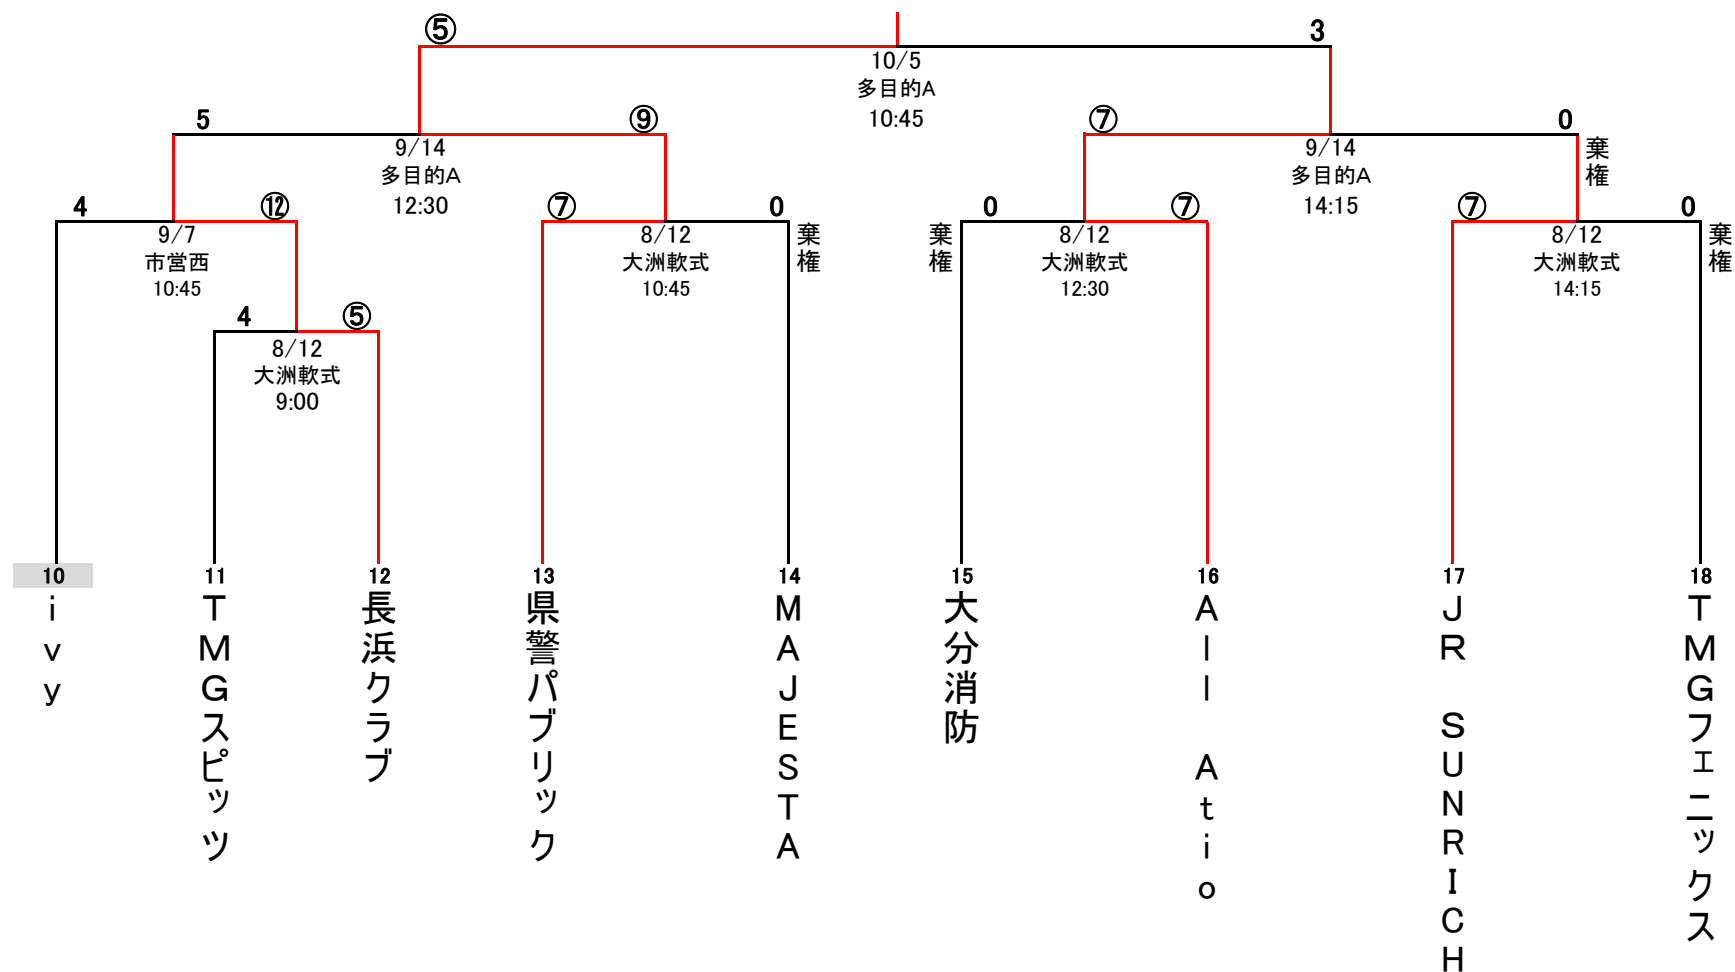 ⑤ 3
10/5
多目的A
10:45
5 ⑨ ⑦ 0
9/14
多目的A
12:30
9/14
多目的A
14:15
棄権
4 ⑫ ⑦ 0 0 ⑦ ⑦ 0
9/7
市営西
10:45
8/12
大洲軟式
10:45
棄権
棄権
8/12
大洲軟式
12:30
8/12
大洲軟式
14:15
棄権
4 ⑤
8/12
大洲軟式
9:00
10 11 12 13 14 15 16 17 18
ivy
TMGスピッツ
長浜クラブ
県警パブリック
MAJESTA
大分消防
All Atio
JR SUNRICH
TMGフェニックス